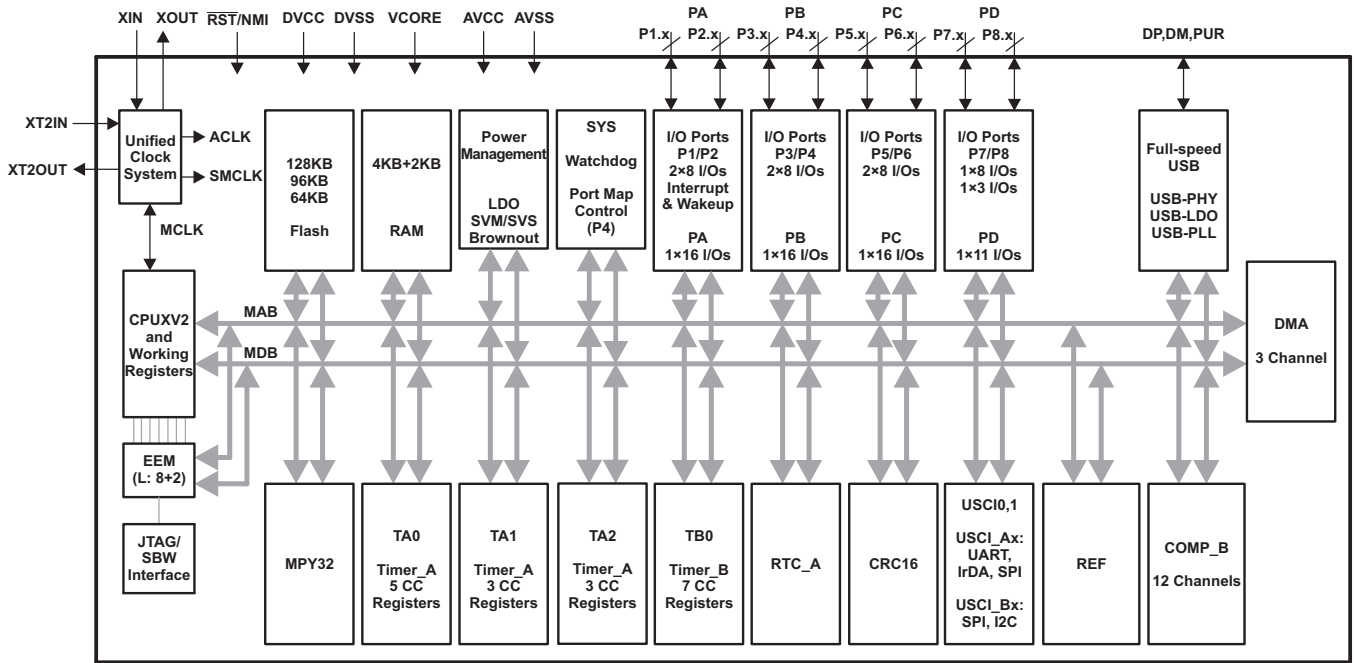 XIN XOUT RST/NMI DVCC DVSS VCORE AVCC AVSS
PA PB PC PD
P1.x P2.x P3.x P4.x P5.x P6.x P7.x P8.x
DP,DM,PUR
XT2IN
XT2OUT
Unified
Clock
System
ACLK
SMCLK
MCLK
128KB
96KB
64KB
Flash
4KB+2KB
RAM
Power
Management
LDO
SVM/SVS
Brownout
SYS
Watchdog
Port Map
Control
(P4)
I/O Ports
P1/P2
2×8 I/Os
Interrupt
& Wakeup
PA
1×16 I/Os
I/O Ports
P3/P4
2×8 I/Os
PB
1×16 I/Os
I/O Ports
P5/P6
2×8 I/Os
PC
1×16 I/Os
I/O Ports
P7/P8
1×8 I/Os
1×3 I/Os
PD
1×11 I/Os
Full-speed
USB
USB-PHY
USB-LDO
USB-PLL
CPUXV2
and
Working
Registers
MAB
MDB
DMA
3 Channel
EEM
(L: 8+2)
JTAG/
SBW
Interface
MPY32
TA0
Timer_A
5 CC
Registers
TA1
Timer_A
3 CC
Registers
TA2
Timer_A
3 CC
Registers
TB0
Timer_B
7 CC
Registers
RTC_A
CRC16
USCI0,1
USCI_Ax:
UART,
IrDA, SPI
USCI_Bx:
SPI, I2C
REF
COMP_B
12 Channels